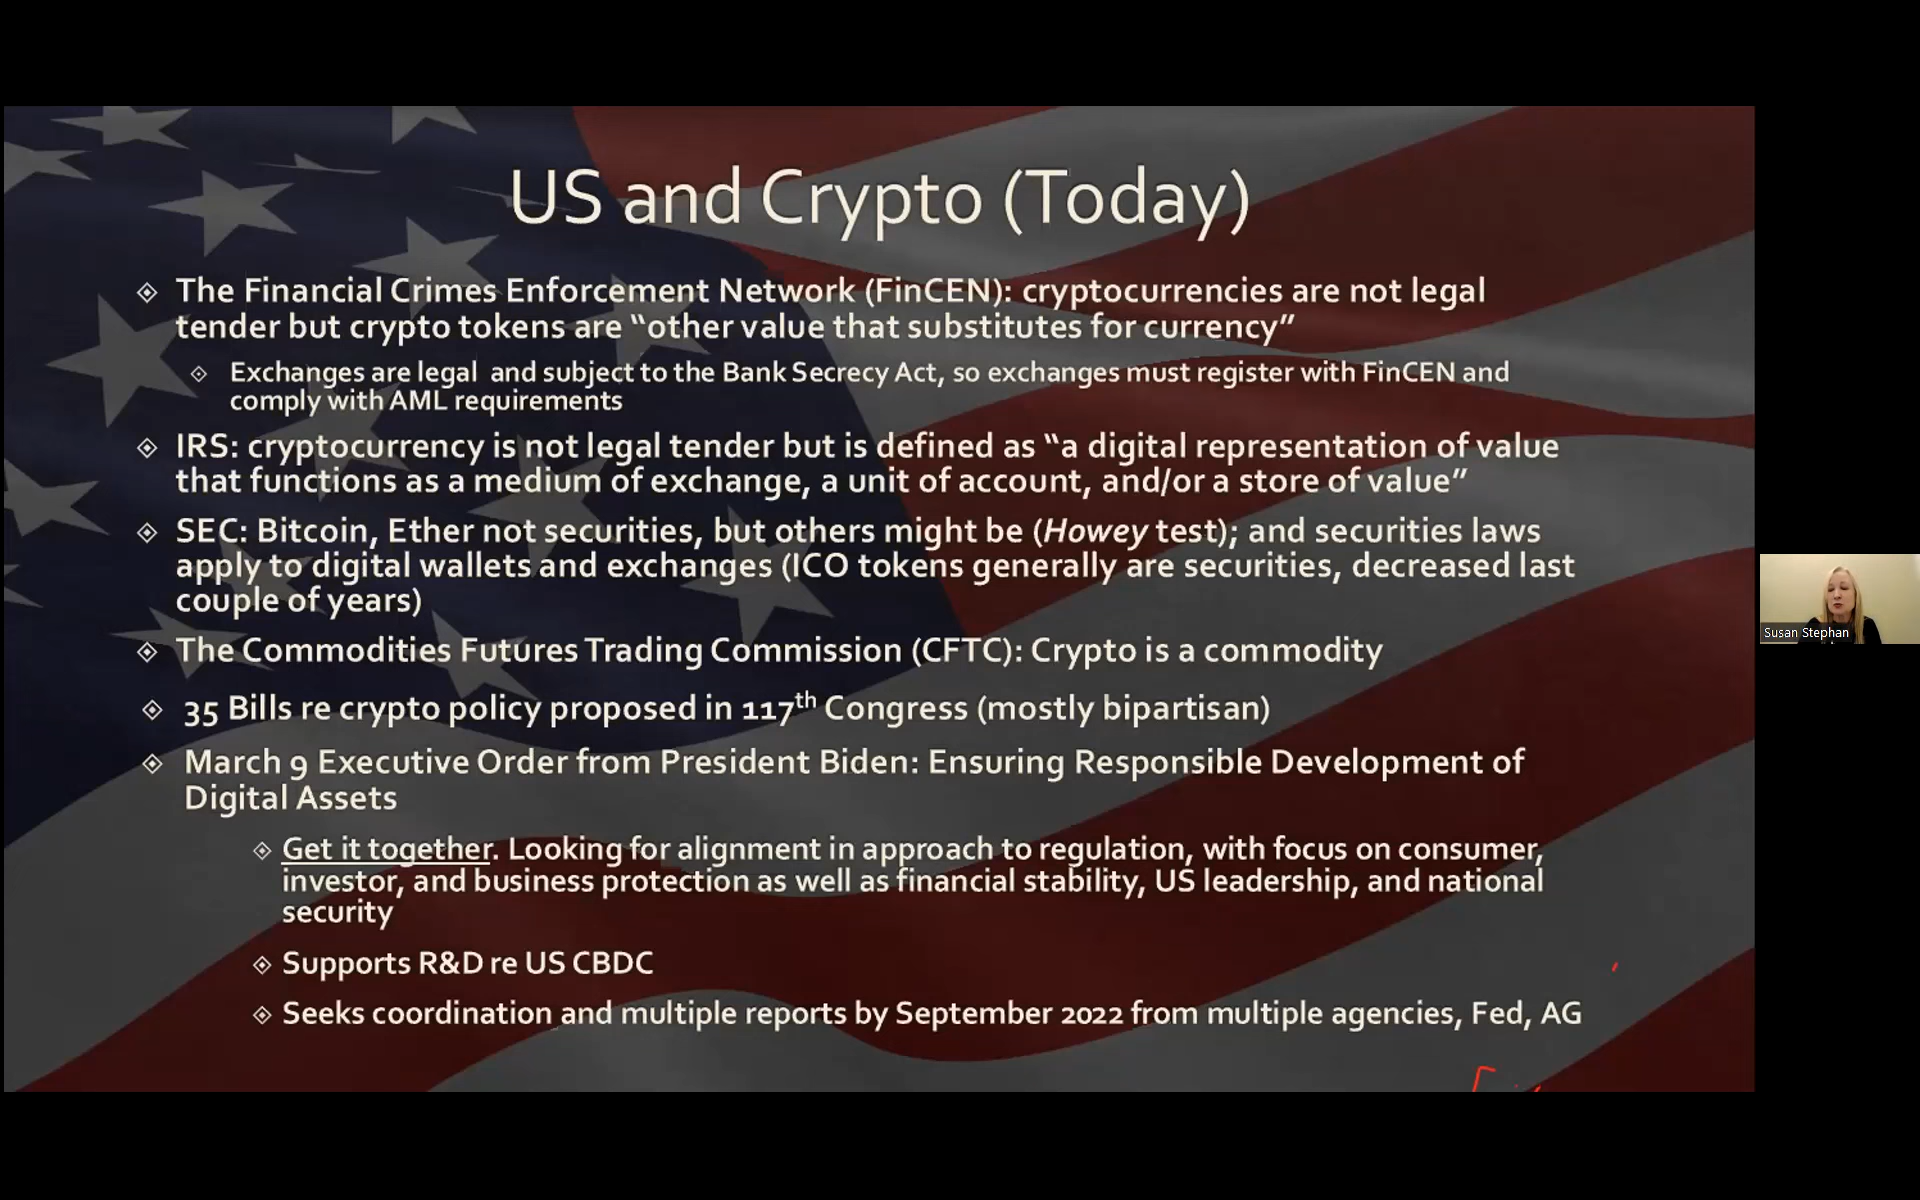 US and Crypto (Today)
The Financial Crimes Enforcement Network (FinCEN): cryptocurrencies are not legal
tender but crypto tokens are “other value that substitutes for currency”
Exchanges are legal and subject to the Bank Secrecy Act, so exchanges must register with FinCEN and
comply with AML requirements
IRS: cryptocurrency is not legal tender but is defined as “a digital representation of value
that functions as a medium of exchange, a unit of account, and/or a store of value”
SEC: Bitcoin, Ether not securities, but others might be (Howey test); and securities laws
apply to digital wallets and exchanges (ICO tokens generally are securities, decreased last
couple of years)
The Commodities Futures Trading Commission (CFTC): Crypto is a commodity
35 Bills re crypto policy proposed in 117th Congress (mostly bipartisan)
March 9 Executive Order from President Biden: Ensuring Responsible Development of
Digital Assets
Get it together. Looking for alignment in approach to regulation, with focus on consumer,
investor, and business protection as well as financial stability, US leadership, and national
security
Supports R&D re US CBDC
Seeks coordination and multiple reports by September 2022 from multiple agencies, Fed, AG
Susan Stephan